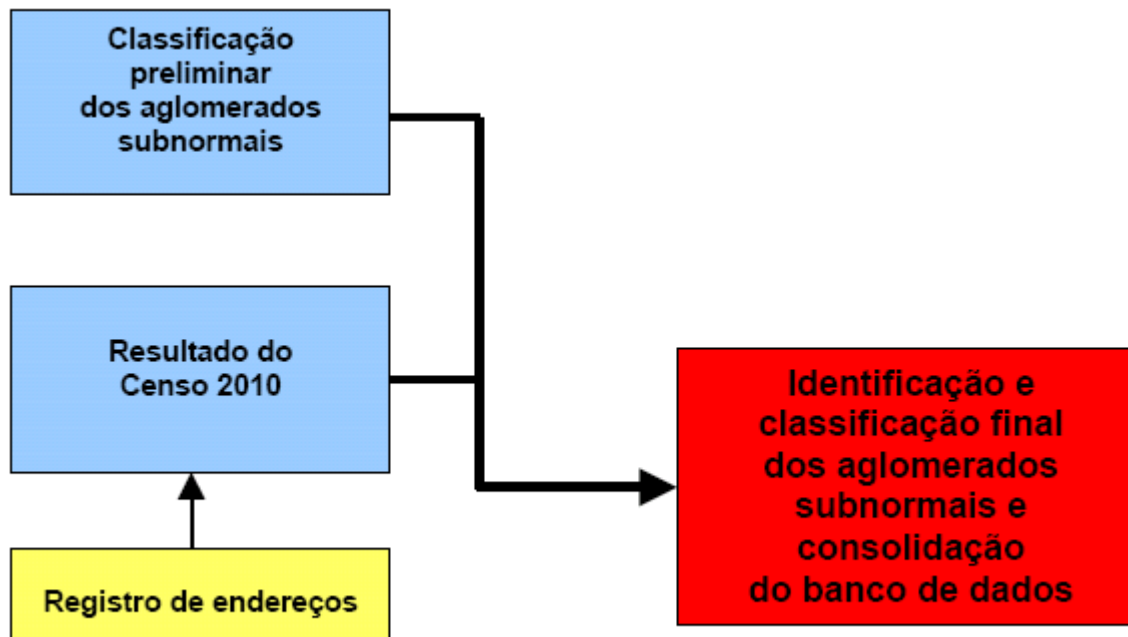 Classificação
preliminar
dos aglomerados
subnormais
Resultado do
Censo 2010
Registro de endereços
Identificação e
classificação final
dos aglomerados
subnormais e
consolidação
do banco de dados